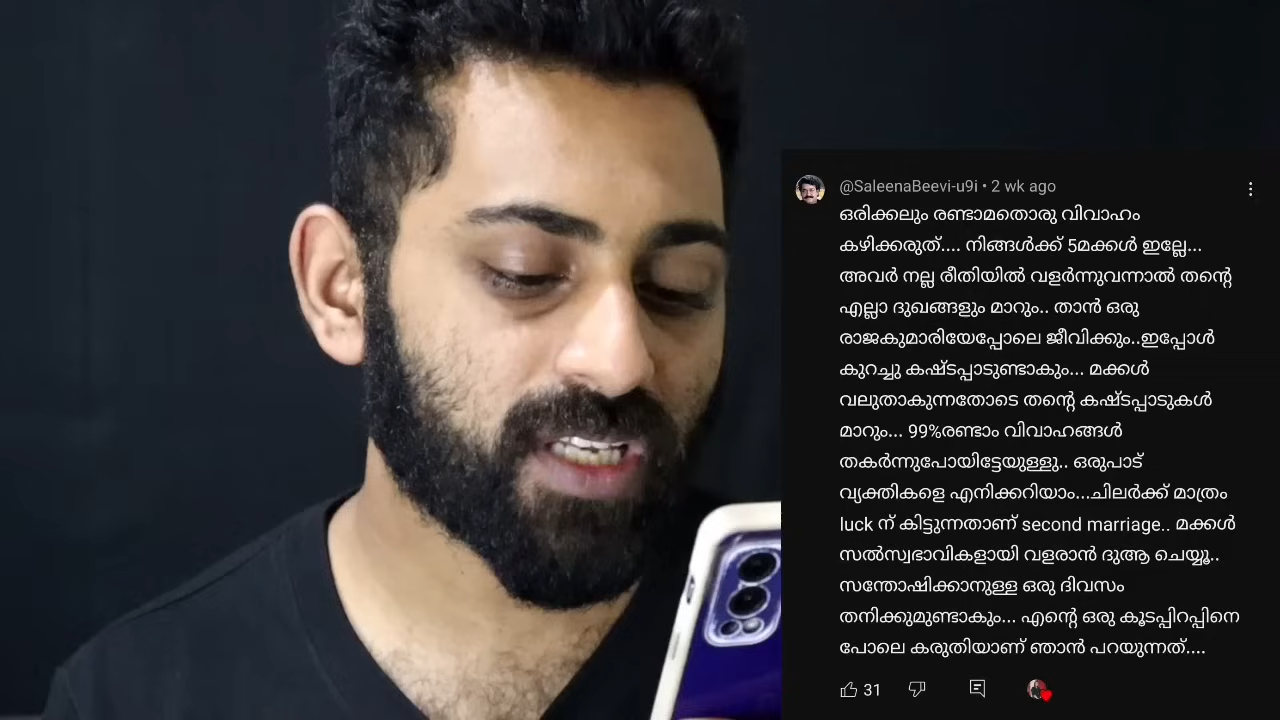 @SaleenaBeevi-u9i • 2 wk ago
ഒരിക്കലും രണ്ടാമതൊരു വിവാഹം
കഴിക്കരുത്.... നിങ്ങൾക്ക് 5മക്കൾ ഇല്ലേ...
അവർ നല്ല രീതിയിൽ വളർന്നുവന്നാൽ തന്റെ
എല്ലാ ദുഖങ്ങളും മാറും.. താൻ ഒരു
രാജകുമാരിയേപ്പോലെ ജീവിക്കും..ഇപ്പോൾ
കുറച്ചു കഷ്ടപ്പാടുണ്ടാകും... മക്കൾ
വലുതാകുന്നതോടെ തന്റെ കഷ്ടപ്പാടുകൾ
മാറും... 99%രണ്ടാം വിവാഹങ്ങൾ
തകർന്നുപോയിട്ടേയുള്ളു.. ഒരുപാട്
വ്യക്തികളെ എനിക്കറിയാം...ചിലർക്ക് മാത്രം
luck ന് കിട്ടുന്നതാണ് second marriage.. മക്കൾ
സൽസ്വഭാവികളായി വളരാൻ ദുആ ചെയ്യൂ..
സന്തോഷിക്കാനുള്ള ഒരു ദിവസം
തനിക്കുമുണ്ടാകും... എന്റെ ഒരു കൂടപ്പിറപ്പിനെ
പോലെ കരുതിയാണ് ഞാൻ പറയുന്നത്....
31